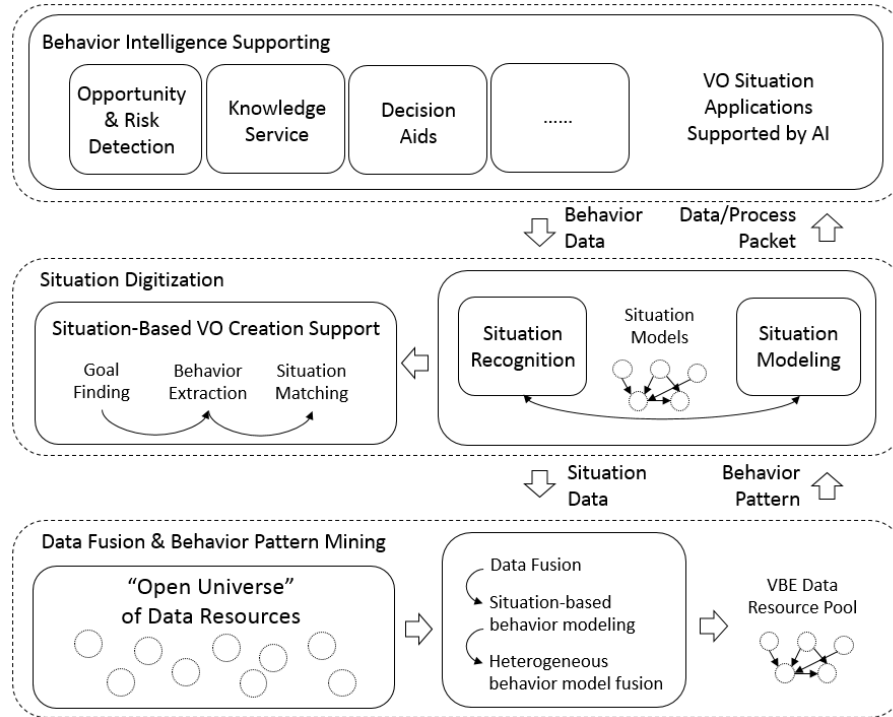 Behavior Intelligence Supporting
Opportunity
& Risk
Detection
Knowledge
Service
Decision
Aids
......
VO Situation
Applications
Supported by AI
Behavior
Data
Data/Process
Packet
Situation Digitization
Situation-Based VO Creation Support
Goal
Finding
Behavior
Extraction
Situation
Matching
Situation
Recognition
Situation
Models
Situation
Modeling
Situation
Data
Behavior
Pattern
Data Fusion & Behavior Pattern Mining
“Open Universe”
of Data Resources
Data Fusion
Situation-based
behavior modeling
Heterogeneous
behavior model fusion
VBE Data
Resource Pool